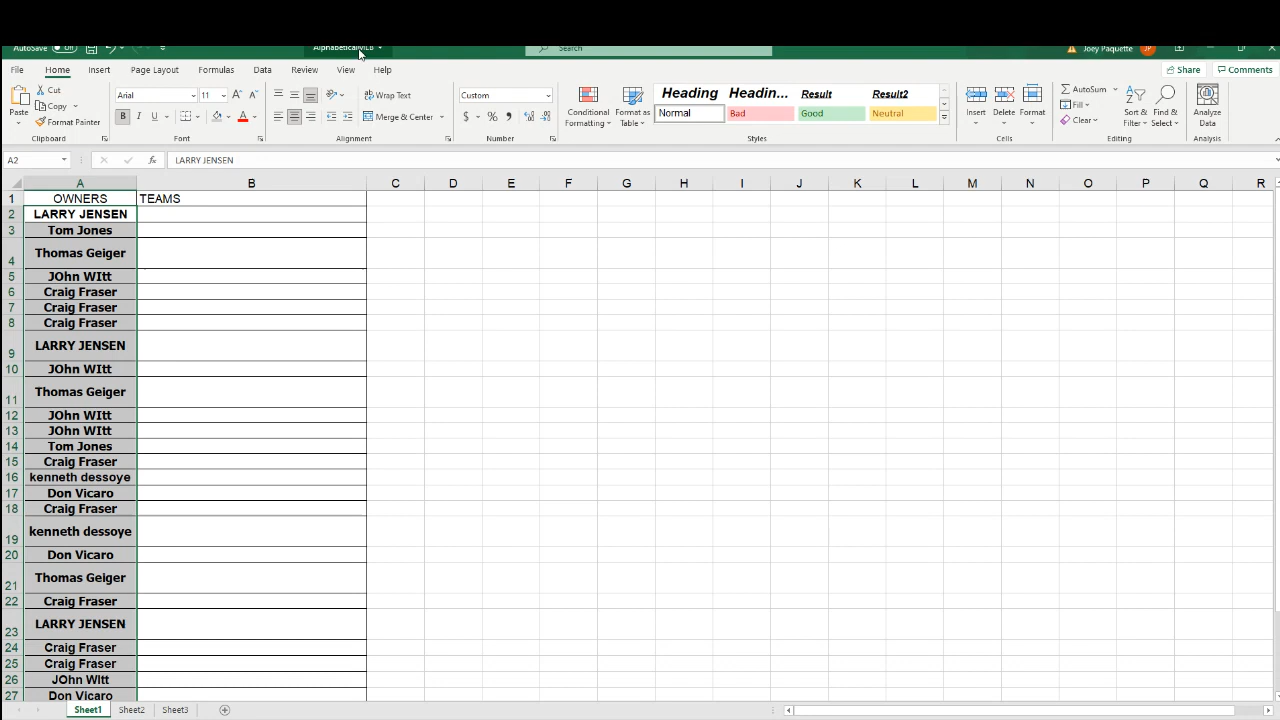 AutoSave Off AlphabeticalMLB Search Joey Paquette JP
File Home Insert Page Layout Formulas Data Review View Help Share Comments
Paste Cut Copy Format Painter
Arial 11 A A B I U A
Wrap Text Merge & Center
Custom $ % 9
Conditional Formatting Format as Table
Heading Headin... Result Result2
Normal Bad Good Neutral
Insert Delete Format
AutoSum Fill Clear
Sort & Filter Find & Select Analyze Data
Clipboard Font Alignment Number Styles Cells Editing Analysis
A2 fx LARRY JENSEN
A B C D E F G H I J K L M N O P Q R
1 OWNERS TEAMS
2 LARRY JENSEN
3 Tom Jones
4 Thomas Geiger
5 JOhn WItt
6 Craig Fraser
7 Craig Fraser
8 Craig Fraser
9 LARRY JENSEN
10 JOhn WItt
11 Thomas Geiger
12 JOhn WItt
13 JOhn WItt
14 Tom Jones
15 Craig Fraser
16 kenneth dessoye
17 Don Vicaro
18 Craig Fraser
19 kenneth dessoye
20 Don Vicaro
21 Thomas Geiger
22 Craig Fraser
23 LARRY JENSEN
24 Craig Fraser
25 Craig Fraser
26 JOhn WItt
27 Don Vicaro
Sheet1 Sheet2 Sheet3